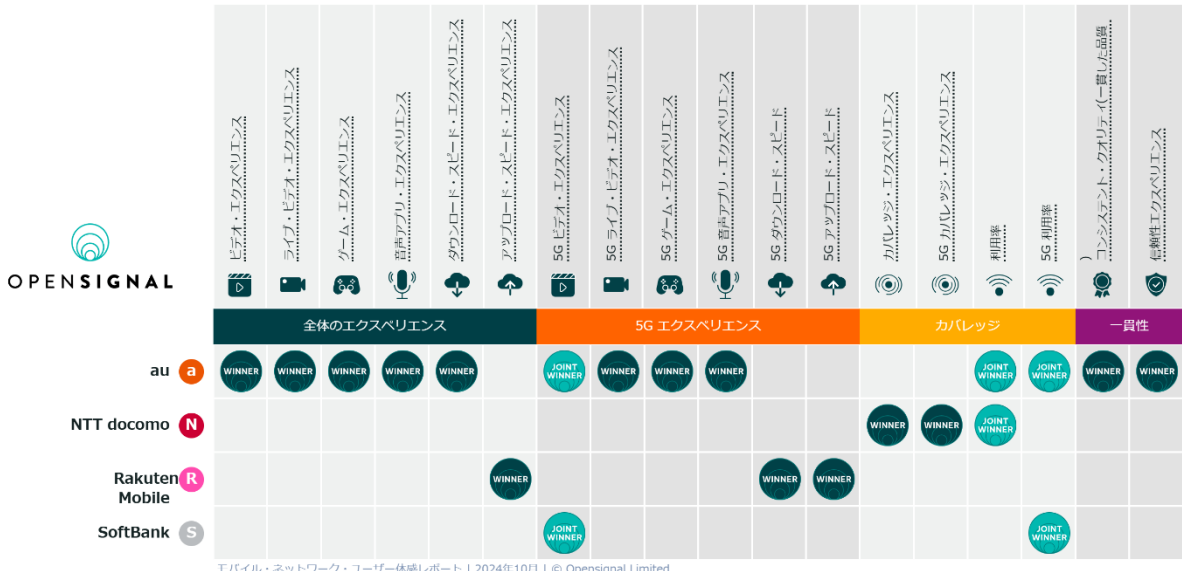 ビデオ・エクスペリエンス
ライブ・ビデオ・エクスペリエンス
ゲーム・エクスペリエンス
音声アプリ・エクスペリエンス
ダウンロード・スピード・エクスペリエンス
アップロード・スピード・エクスペリエンス
5G ビデオ・エクスペリエンス
5G ライブ・ビデオ・エクスペリエンス
5G ゲーム・エクスペリエンス
5G 音声アプリ・エクスペリエンス
5G ダウンロード・スピード
5G アップロード・スピード
カバレッジ・エクスペリエンス
5G カバレッジ・エクスペリエンス
利用率
5G 利用率
コンシステント・クオリティ(一貫した品質
)
信頼性エクスペリエンス
OPENSIGNAL
全体のエクスペリエンス
5G エクスペリエンス
カバレッジ
一貫性
au a
WINNER
WINNER
WINNER
WINNER
WINNER
JOINT
WINNER
WINNER
WINNER
WINNER
JOINT
WINNER
JOINT
WINNER
WINNER
WINNER
NTT docomo N
WINNER
WINNER
JOINT
WINNER
Rakuten R
Mobile
WINNER
WINNER
WINNER
SoftBank S
JOINT
WINNER
JOINT
WINNER
モバイル・ネットワーク・ユーザー体感レポート | 2024年10月 | © Opensignal Limited